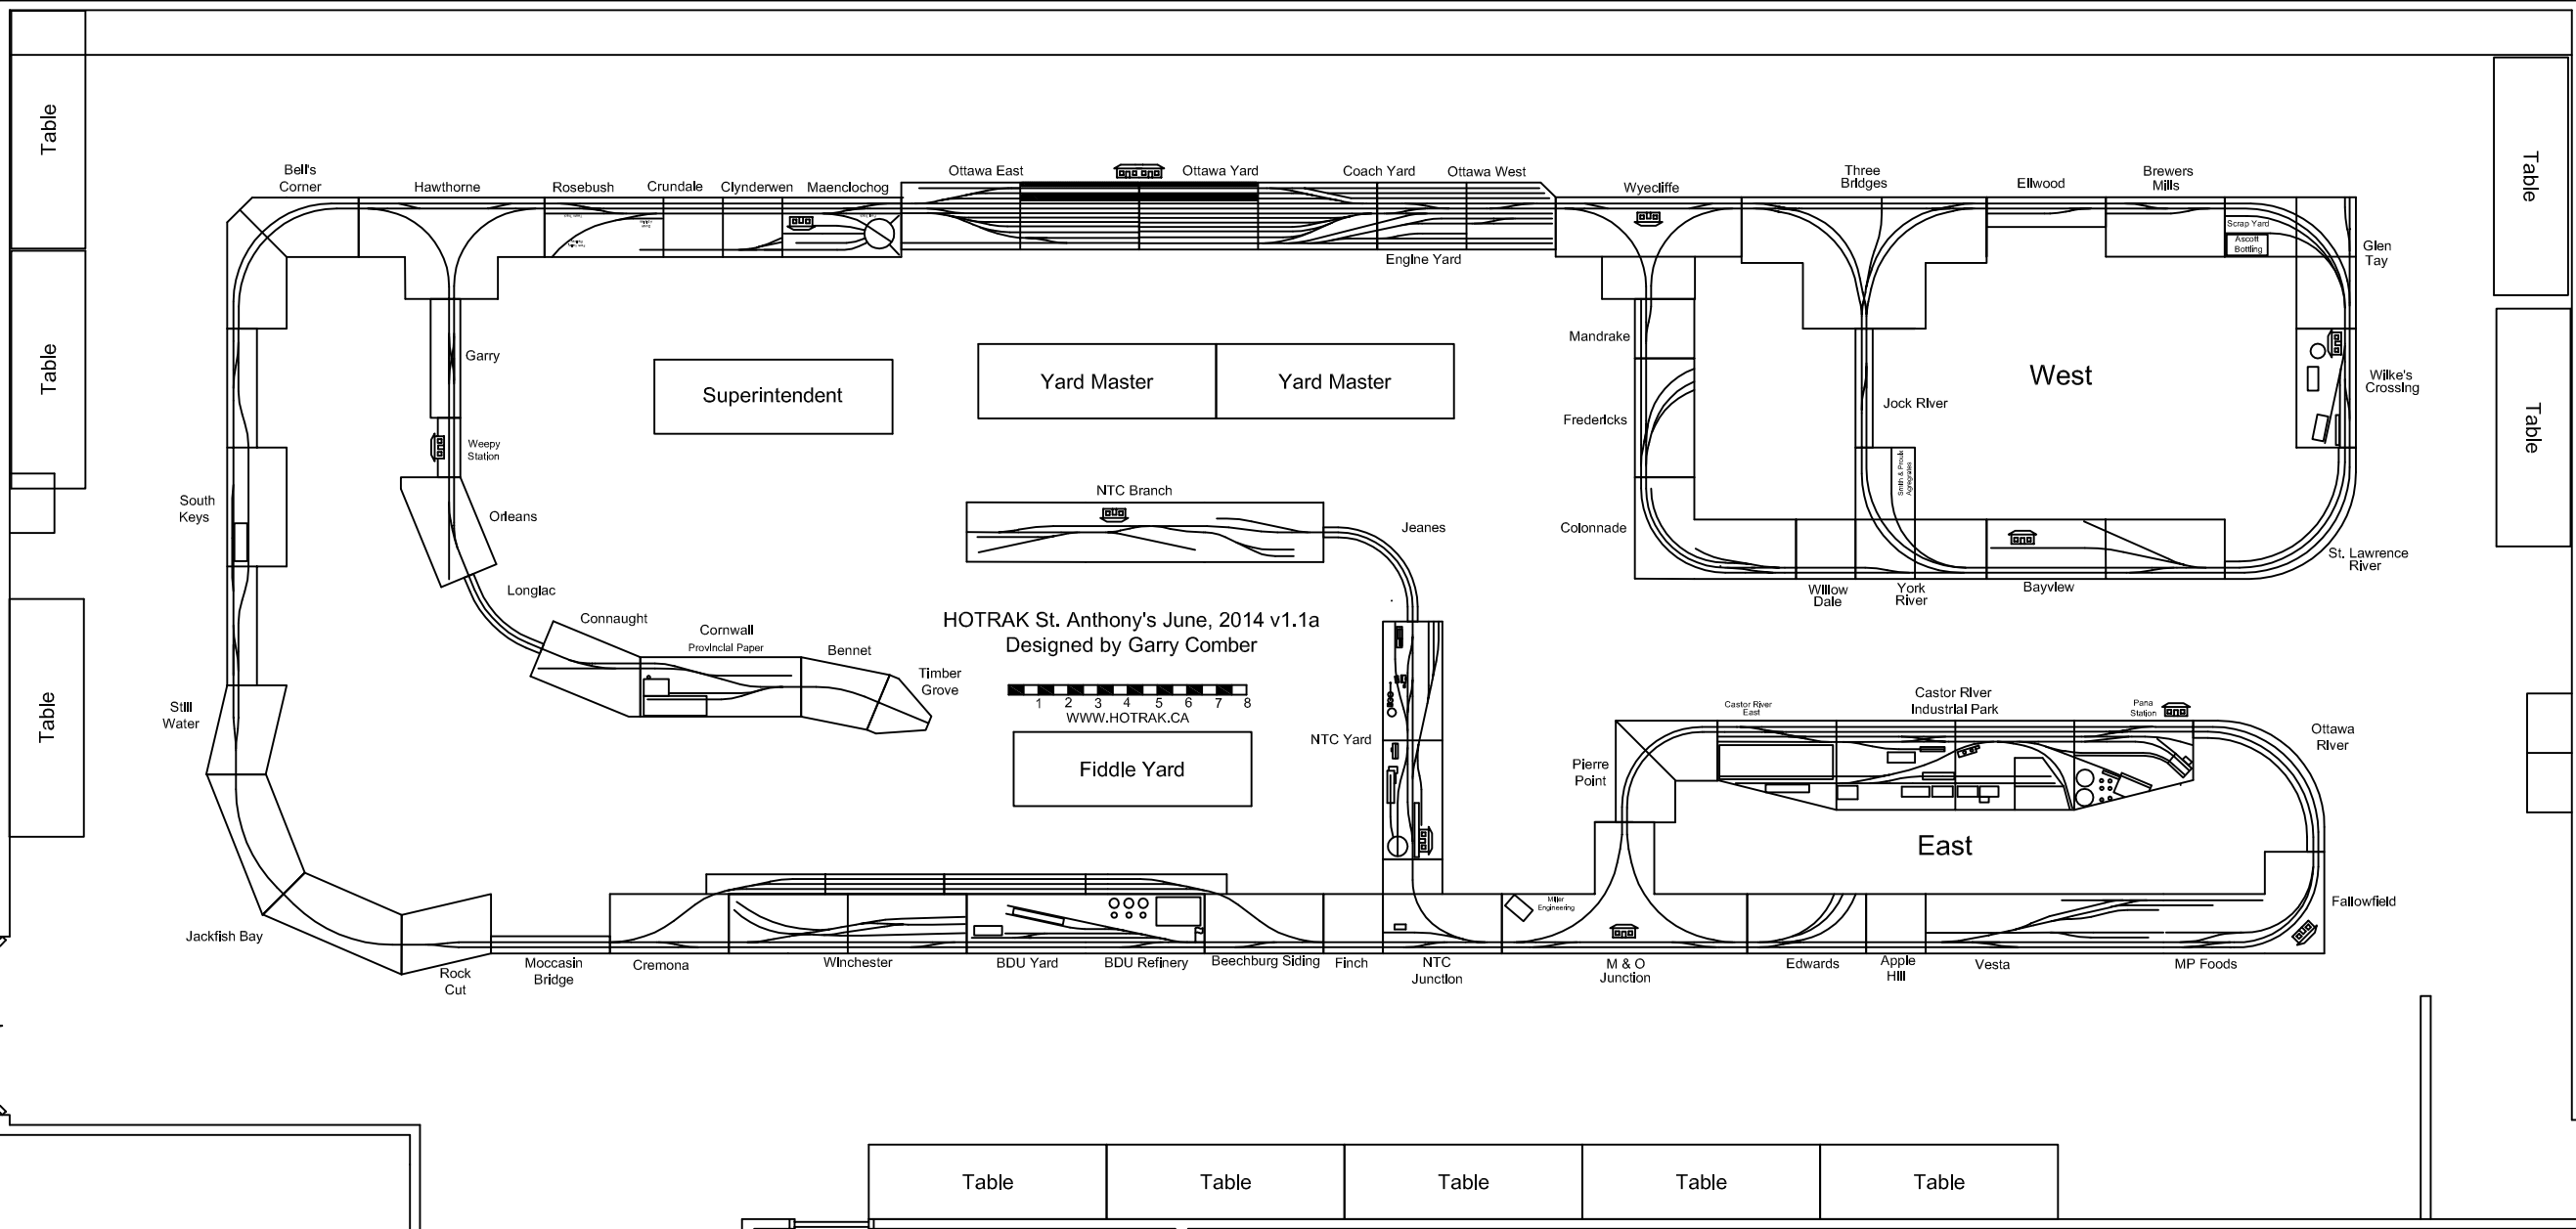 Table
Table
Table
Table
Table
Bell's
Corner
Hawthorne
Rosebush
Crundale
Clynderwen
Maenclochog
Ottawa East
Ottawa Yard
Coach Yard
Ottawa West
Engine Yard
Wyecliffe
Three
Bridges
Ellwood
Brewers
Mills
Scrap Yard
Ascott
Bottling
Glen
Tay
Garry
Superintendent
Yard Master
Yard Master
Mandrake
Fredericks
Jock River
West
Wilke's
Crossing
Weepy
Station
South
Keys
Orleans
NTC Branch
Jeanes
Colonnade
Smith & Proulx
Agregrates
Willow
Dale
York
River
Bayview
St. Lawrence
River
Longlac
Connaught
Cornwall
Provincial Paper
Bennet
Timber
Grove
HOTRAK St. Anthony's June, 2014 v1.1a
Designed by Garry Comber
1 2 3 4 5 6 7 8
WWW.HOTRAK.CA
Still
Water
NTC Yard
Fiddle Yard
Pierre
Point
Castor River
East
Castor River
Industrial Park
Pana
Station
Ottawa
River
East
Jackfish Bay
Rock
Cut
Moccasin
Bridge
Cremona
Winchester
BDU Yard
BDU Refinery
Beechburg Siding
Finch
NTC
Junction
Miller
Engineering
M & O
Junction
Edwards
Apple
Hill
Vesta
MP Foods
Fallowfield
Table
Table
Table
Table
Table